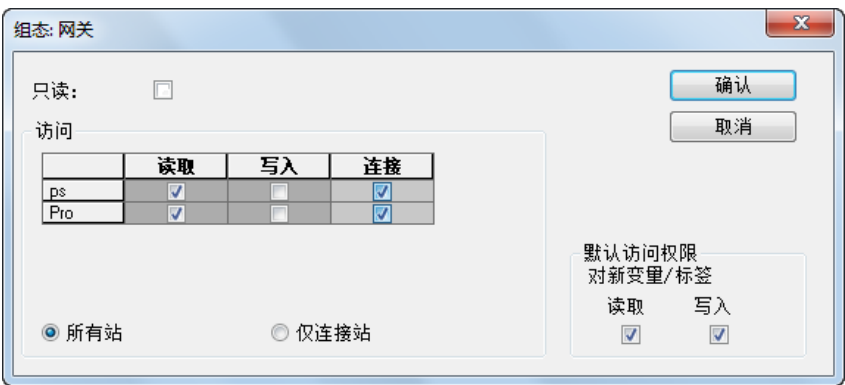 组态: 网关
只读:
确认
取消
访问
读取 写入 连接
ps
Pro
所有站 仅连接站
默认访问权限
对新变量/标签
读取 写入